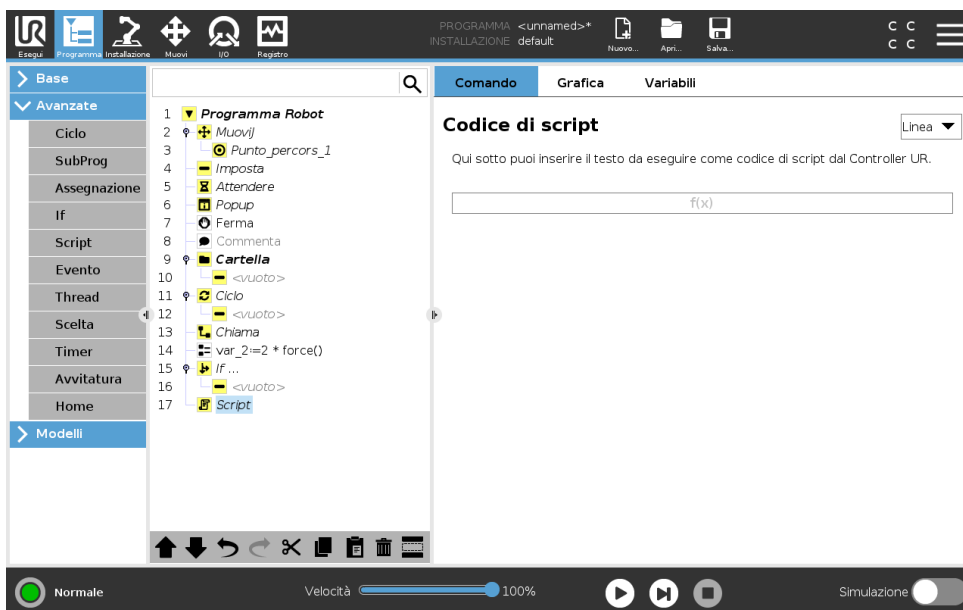 UR
PROGRAMMA <unnamed>*
INSTALLAZIONE default
Esegui Programma Installazione Muovi I/O Registro
Nuovo... Apri... Salva...
C C
C C
Base
Avanzate
Ciclo
SubProg
Assegnazione
If
Script
Evento
Thread
Scelta
Timer
Avvitatura
Home
Modelli
1 Programma Robot
2 MuoviJ
3 Punto_percors_1
4 Imposta
5 Attendere
6 Popup
7 Ferma
8 Commenta
9 Cartella
10 <vuoto>
11 Ciclo
12 <vuoto>
13 Chiama
14 var_2:=2 * force()
15 If ...
16 <vuoto>
17 Script
Comando Grafica Variabili
Codice di script
Linea
Qui sotto puoi inserire il testo da eseguire come codice di script dal Controller UR.
f(x)
Normale
Velocità 100%
Simulazione